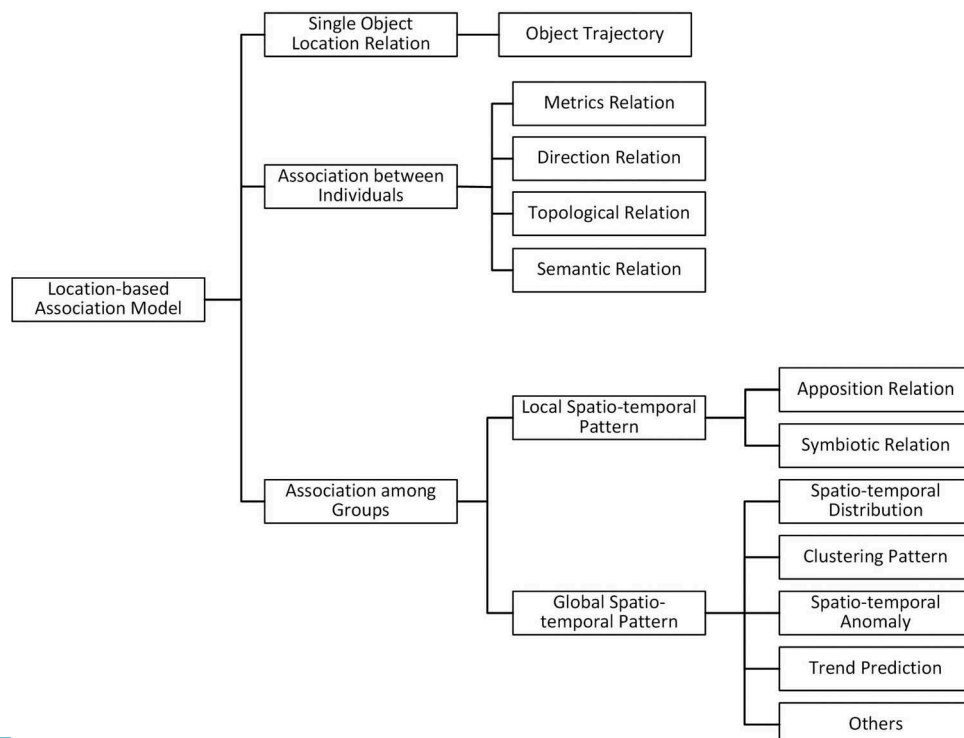 Single Object
Location Relation
Object Trajectory
Metrics Relation
Direction Relation
Association between
Individuals
Topological Relation
Semantic Relation
Location-based
Association Model
Apposition Relation
Local Spatio-temporal
Pattern
Symbiotic Relation
Association among
Groups
Spatio-temporal
Distribution
Clustering Pattern
Global Spatio-
temporal Pattern
Spatio-temporal
Anomaly
Trend Prediction
Others